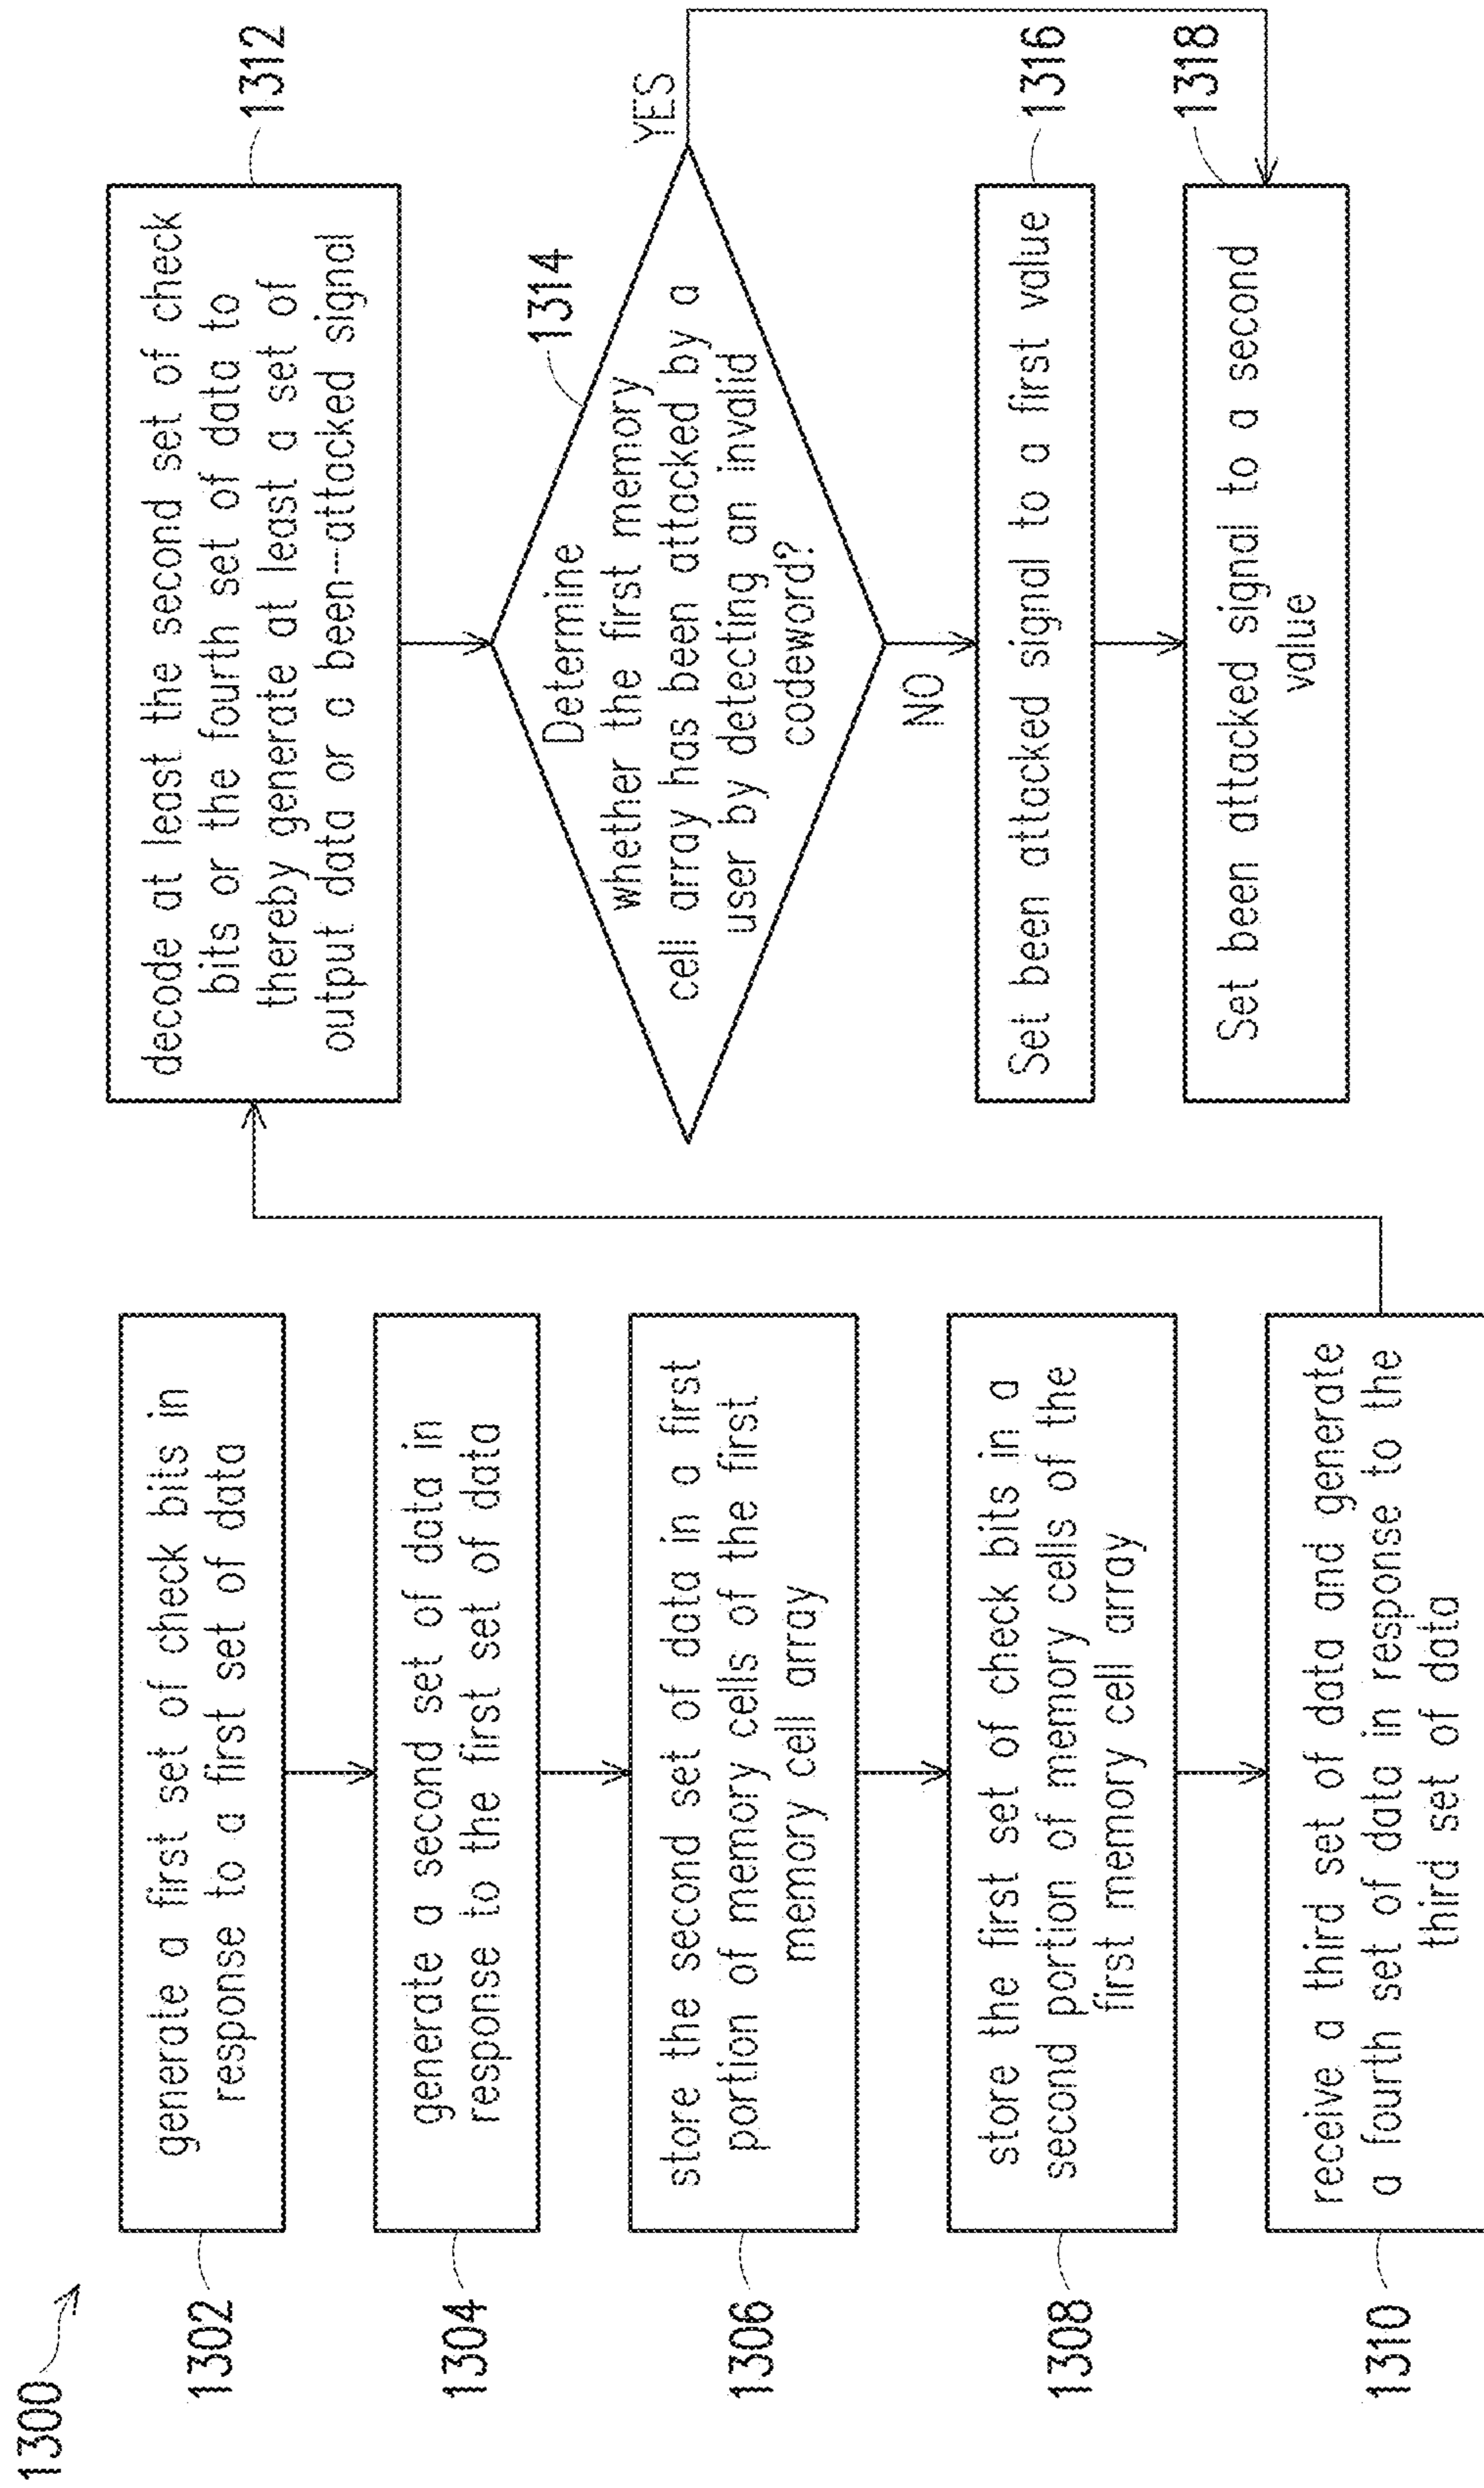 1300
1302
generate a first set of check bits in
response to a first set of data
1304
generate a second set of data in
response to the first set of data
1306
store the second set of data in a first
portion of memory cells of the first
memory cell array
1308
store the first set of check bits in a
second portion of memory cells of the
first memory cell array
1310
receive a third set of data and generate
a fourth set of data in response to the
third set of data
1312
decode at least the second set of check
bits or the fourth set of data to
thereby generate at least a set of
output data or a been--attacked signal
1314
Determine
whether the first memory
cell array has been attacked by a
user by detecting an invalid
codeword?
YES
NO
1316
Set been attacked signal to a first value
1318
Set been attacked signal to a second
value